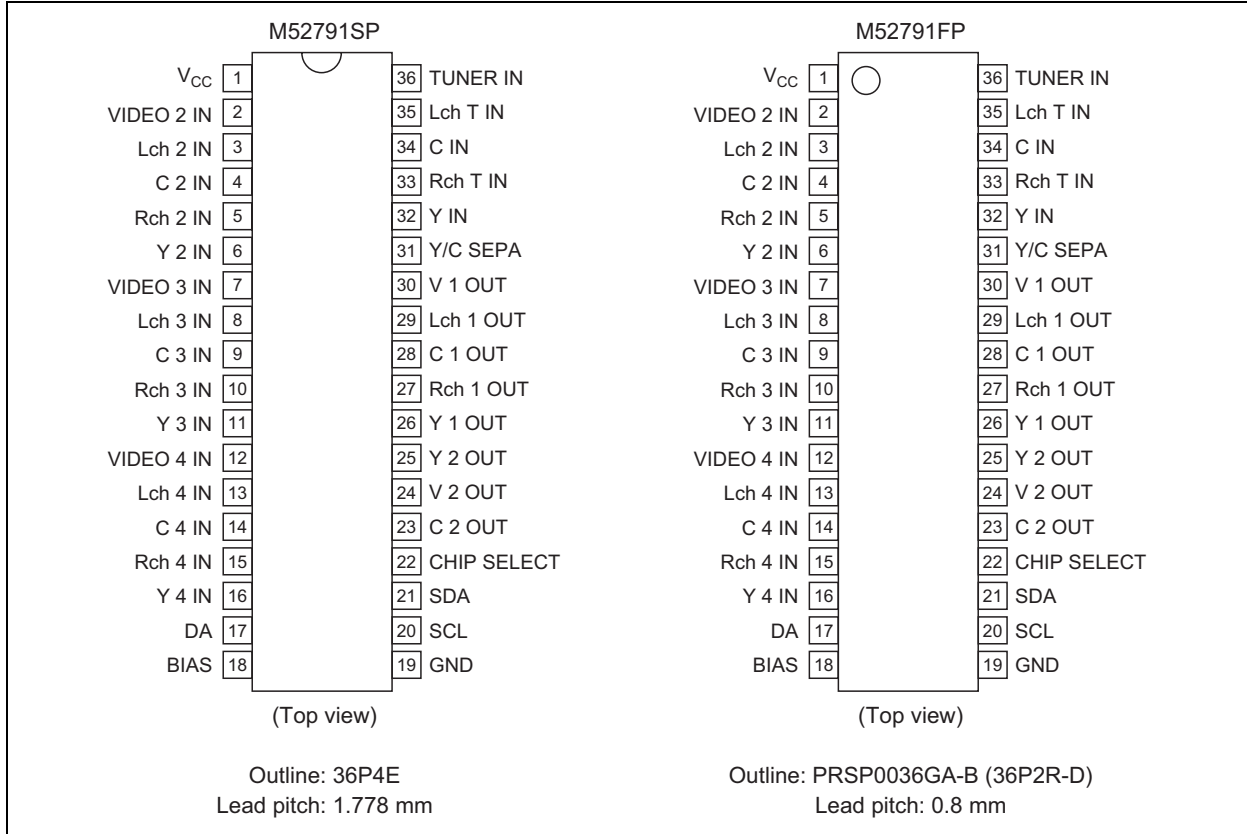 M52791SP
VCC 1 36 TUNER IN
VIDEO 2 IN 2 35 Lch T IN
Lch 2 IN 3 34 C IN
C 2 IN 4 33 Rch T IN
Rch 2 IN 5 32 Y IN
Y 2 IN 6 31 Y/C SEPA
VIDEO 3 IN 7 30 V 1 OUT
Lch 3 IN 8 29 Lch 1 OUT
C 3 IN 9 28 C 1 OUT
Rch 3 IN 10 27 Rch 1 OUT
Y 3 IN 11 26 Y 1 OUT
VIDEO 4 IN 12 25 Y 2 OUT
Lch 4 IN 13 24 V 2 OUT
C 4 IN 14 23 C 2 OUT
Rch 4 IN 15 22 CHIP SELECT
Y 4 IN 16 21 SDA
DA 17 20 SCL
BIAS 18 19 GND
(Top view)
Outline: 36P4E
Lead pitch: 1.778 mm
M52791FP
VCC 1 36 TUNER IN
VIDEO 2 IN 2 35 Lch T IN
Lch 2 IN 3 34 C IN
C 2 IN 4 33 Rch T IN
Rch 2 IN 5 32 Y IN
Y 2 IN 6 31 Y/C SEPA
VIDEO 3 IN 7 30 V 1 OUT
Lch 3 IN 8 29 Lch 1 OUT
C 3 IN 9 28 C 1 OUT
Rch 3 IN 10 27 Rch 1 OUT
Y 3 IN 11 26 Y 1 OUT
VIDEO 4 IN 12 25 Y 2 OUT
Lch 4 IN 13 24 V 2 OUT
C 4 IN 14 23 C 2 OUT
Rch 4 IN 15 22 CHIP SELECT
Y 4 IN 16 21 SDA
DA 17 20 SCL
BIAS 18 19 GND
(Top view)
Outline: PRSP0036GA-B (36P2R-D)
Lead pitch: 0.8 mm